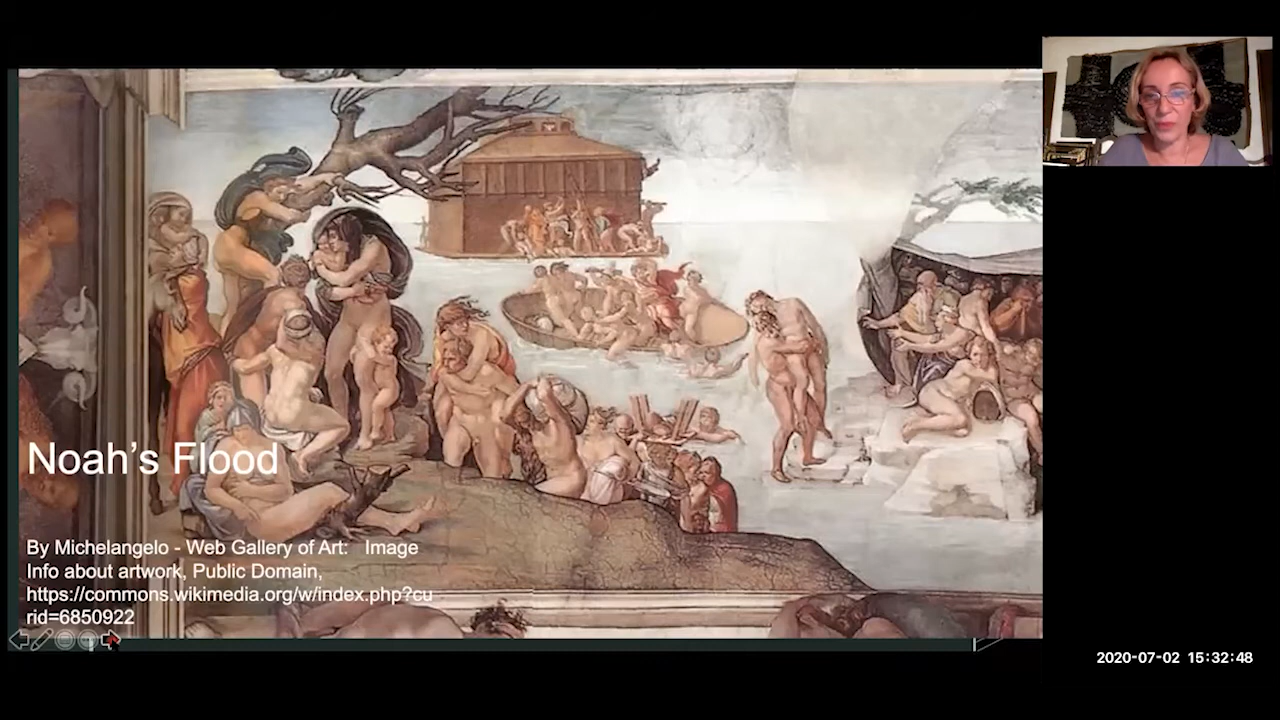 Noah’s Flood
By Michelangelo - Web Gallery of Art:   Image
Info about artwork, Public Domain,
https://commons.wikimedia.org/w/index.php?cu
rid=6850922
2020-07-02 15:32:48